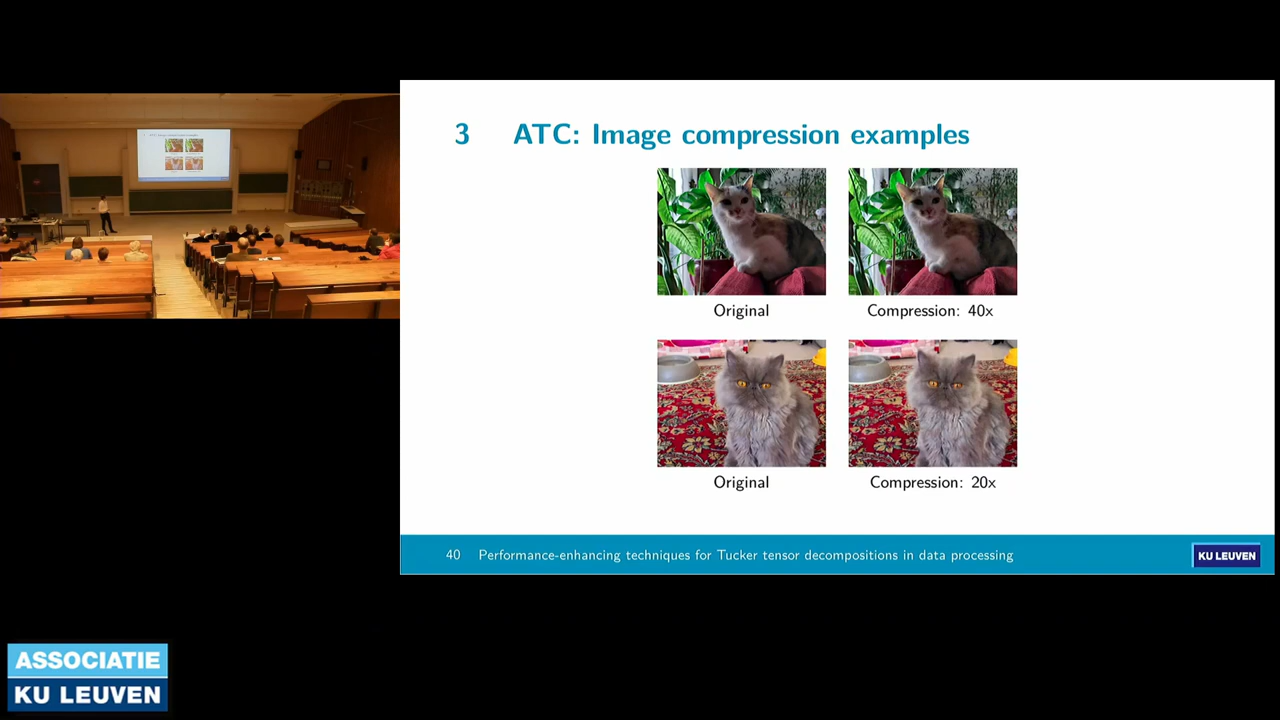 3 ATC: Image compression examples
Original
Compression: 40x
Original
Compression: 20x
40 Performance-enhancing techniques for Tucker tensor decompositions in data processing
KU LEUVEN
ASSOCIATIE
KU LEUVEN